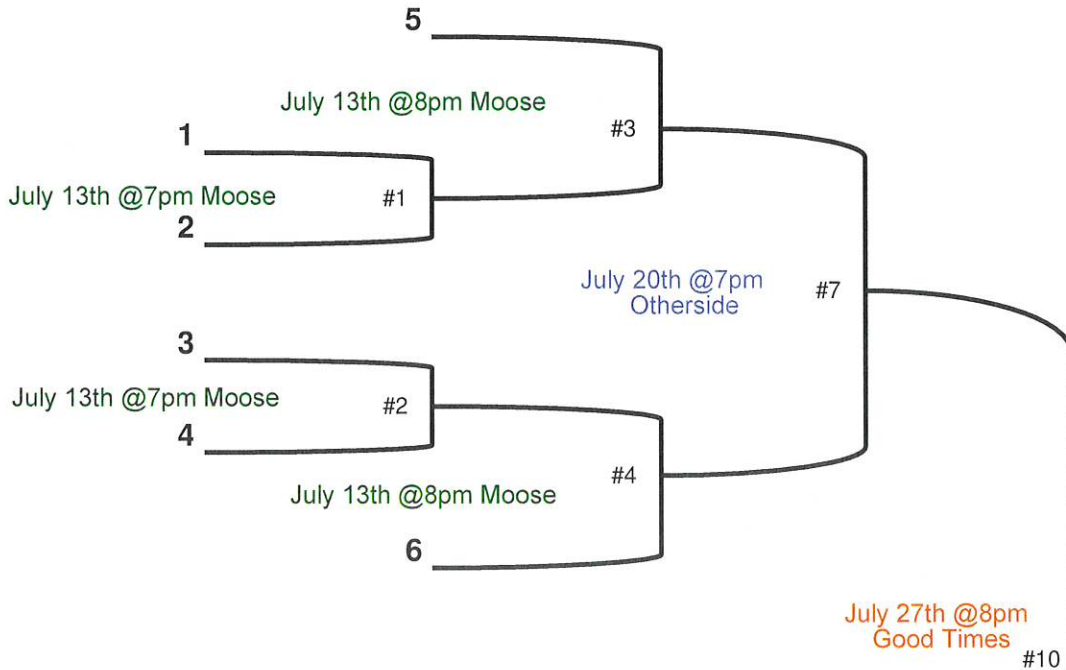 5
July 13th @8pm Moose
#3
1
July 13th @7pm Moose
#1
2
July 20th @7pm
Otherside
#7
3
July 13th @7pm Moose
#2
4
July 13th @8pm Moose
#4
6
July 27th @8pm
Good Times
#10